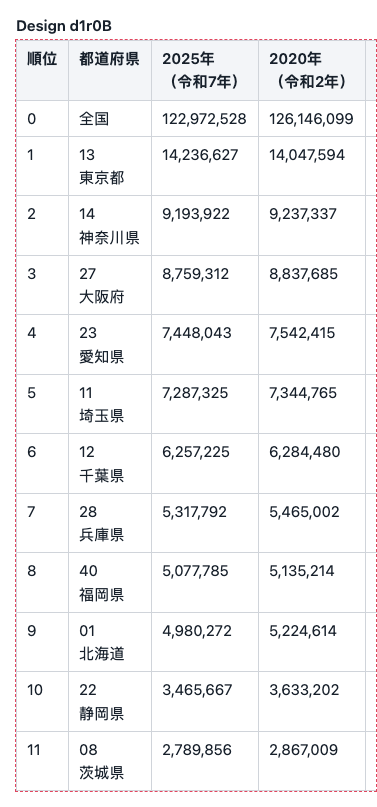 Design d1r0B
順位 都道府県 2025年 2020年
（令和7年） （令和2年）
0 全国 122,972,528 126,146,099
1 13 14,236,627 14,047,594
東京都
2 14 9,193,922 9,237,337
神奈川県
3 27 8,759,312 8,837,685
大阪府
4 23 7,448,043 7,542,415
愛知県
5 11 7,287,325 7,344,765
埼玉県
6 12 6,257,225 6,284,480
千葉県
7 28 5,317,792 5,465,002
兵庫県
8 40 5,077,785 5,135,214
福岡県
9 01 4,980,272 5,224,614
北海道
10 22 3,465,667 3,633,202
静岡県
11 08 2,789,856 2,867,009
茨城県